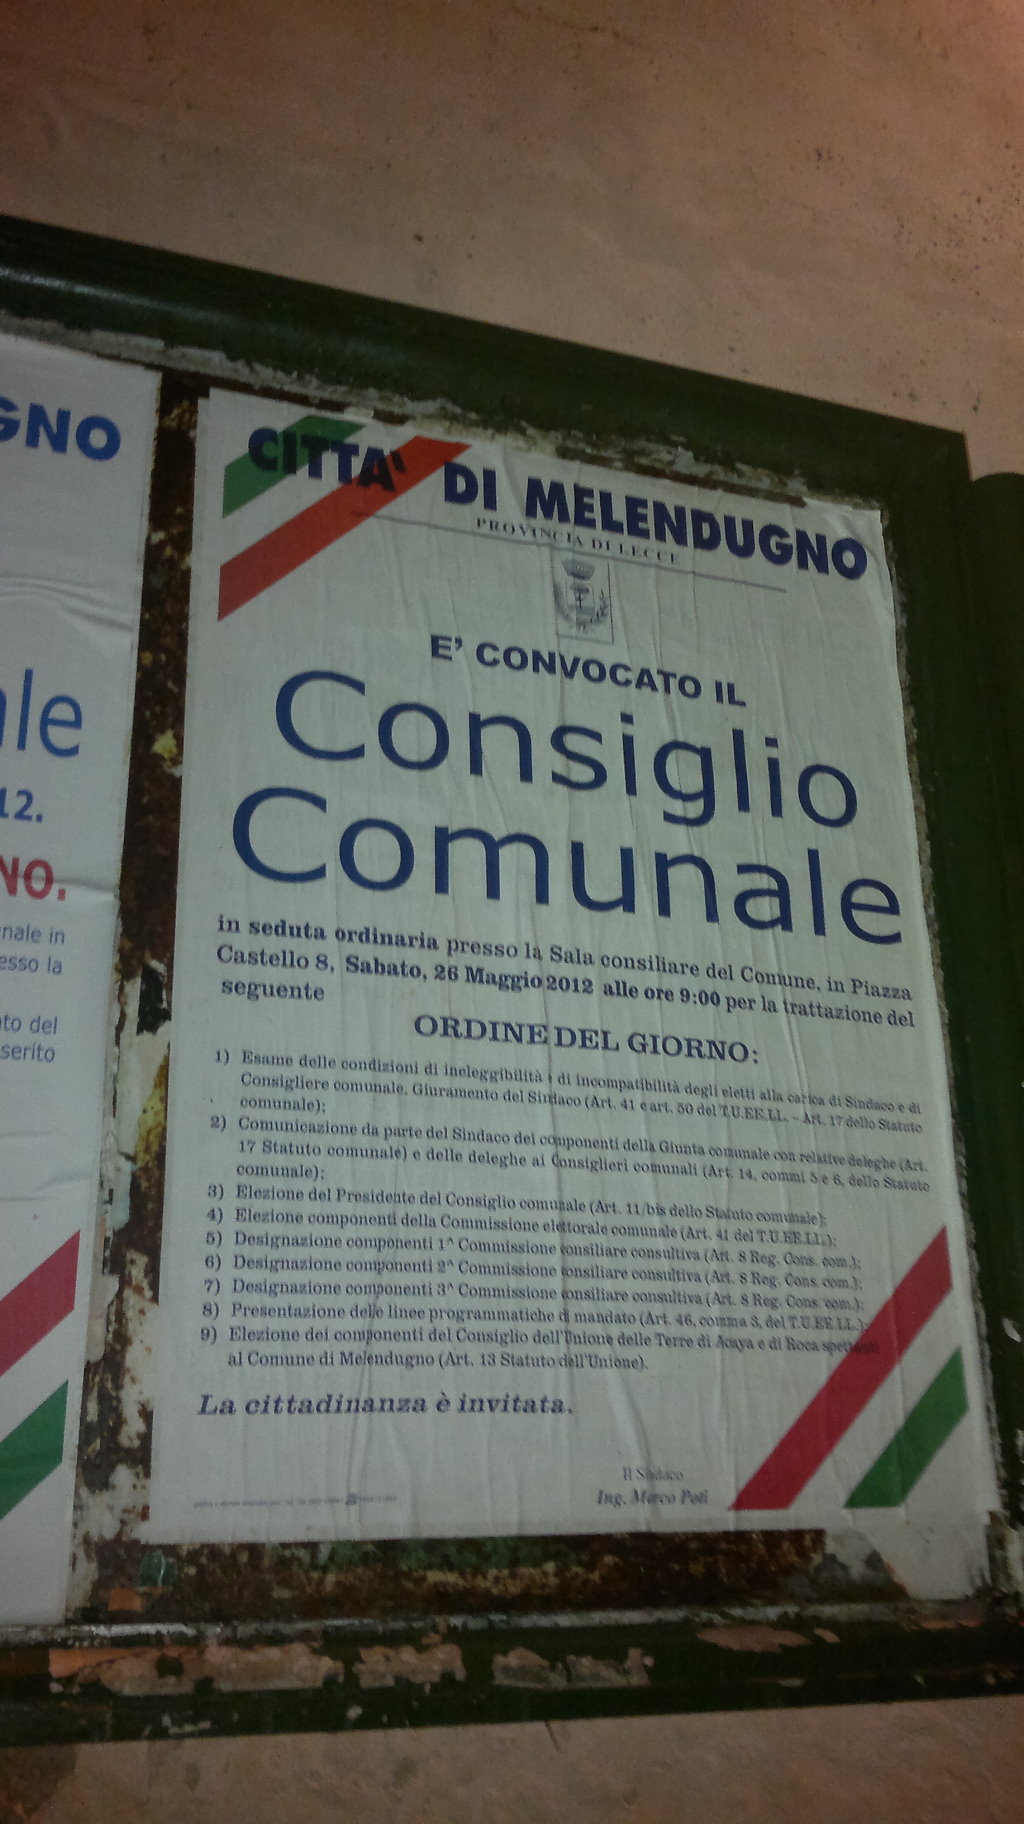 GNO
ale
12.
NO.
nale in
esso la
to del
serito
CITTA' DI MELENDUGNO
PROVINCIA DI LECCE
E' CONVOCATO IL
Consiglio
Comunale
in seduta ordinaria presso la Sala consiliare del Comune, in Piazza
Castello 8, Sabato, 26 Maggio 2012 alle ore 9:00 per la trattazione del
seguente
ORDINE DEL GIORNO:
1) Esame delle condizioni di ineleggibilità e di incompatibilità degli eletti alla carica di Sindaco e di
Consigliere comunale. Giuramento del Sindaco (Art. 41 e art. 50 del T.U.EE.LL. - Art. 17 dello Statuto
comunale);
2) Comunicazione da parte del Sindaco dei componenti della Giunta comunale con relative deleghe (Art.
17 Statuto comunale) e delle deleghe ai Consiglieri comunali (Art. 14, commi 5 e 6, dello Statuto
comunale);
3) Elezione del Presidente del Consiglio comunale (Art. 11/bis dello Statuto comunale);
4) Elezione componenti della Commissione elettorale comunale (Art. 41 del T.U.EE.LL.);
5) Designazione componenti 1^ Commissione consiliare consultiva (Art. 8 Reg. Cons. com.);
6) Designazione componenti 2^ Commissione consiliare consultiva (Art. 8 Reg. Cons. com.);
7) Designazione componenti 3^ Commissione consiliare consultiva (Art. 8 Reg. Cons. com.);
8) Presentazione delle linee programmatiche di mandato (Art. 46, comma 3, del T.U.EE.LL.);
9) Elezione dei componenti del Consiglio dell'Unione delle Terre di Acaya e di Roca spettanti
al Comune di Melendugno (Art. 13 Statuto dell'Unione).
La cittadinanza è invitata.
Il Sindaco
Ing. Marco Potì